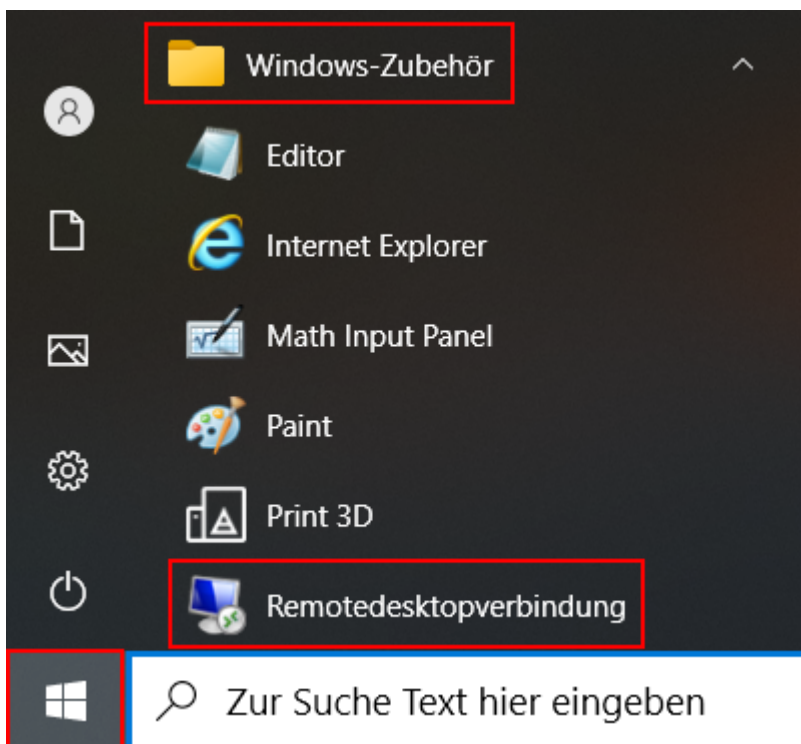 Windows-Zubehör
Editor
Internet Explorer
Math Input Panel
Paint
Print 3D
Remotedesktopverbindung
Zur Suche Text hier eingeben